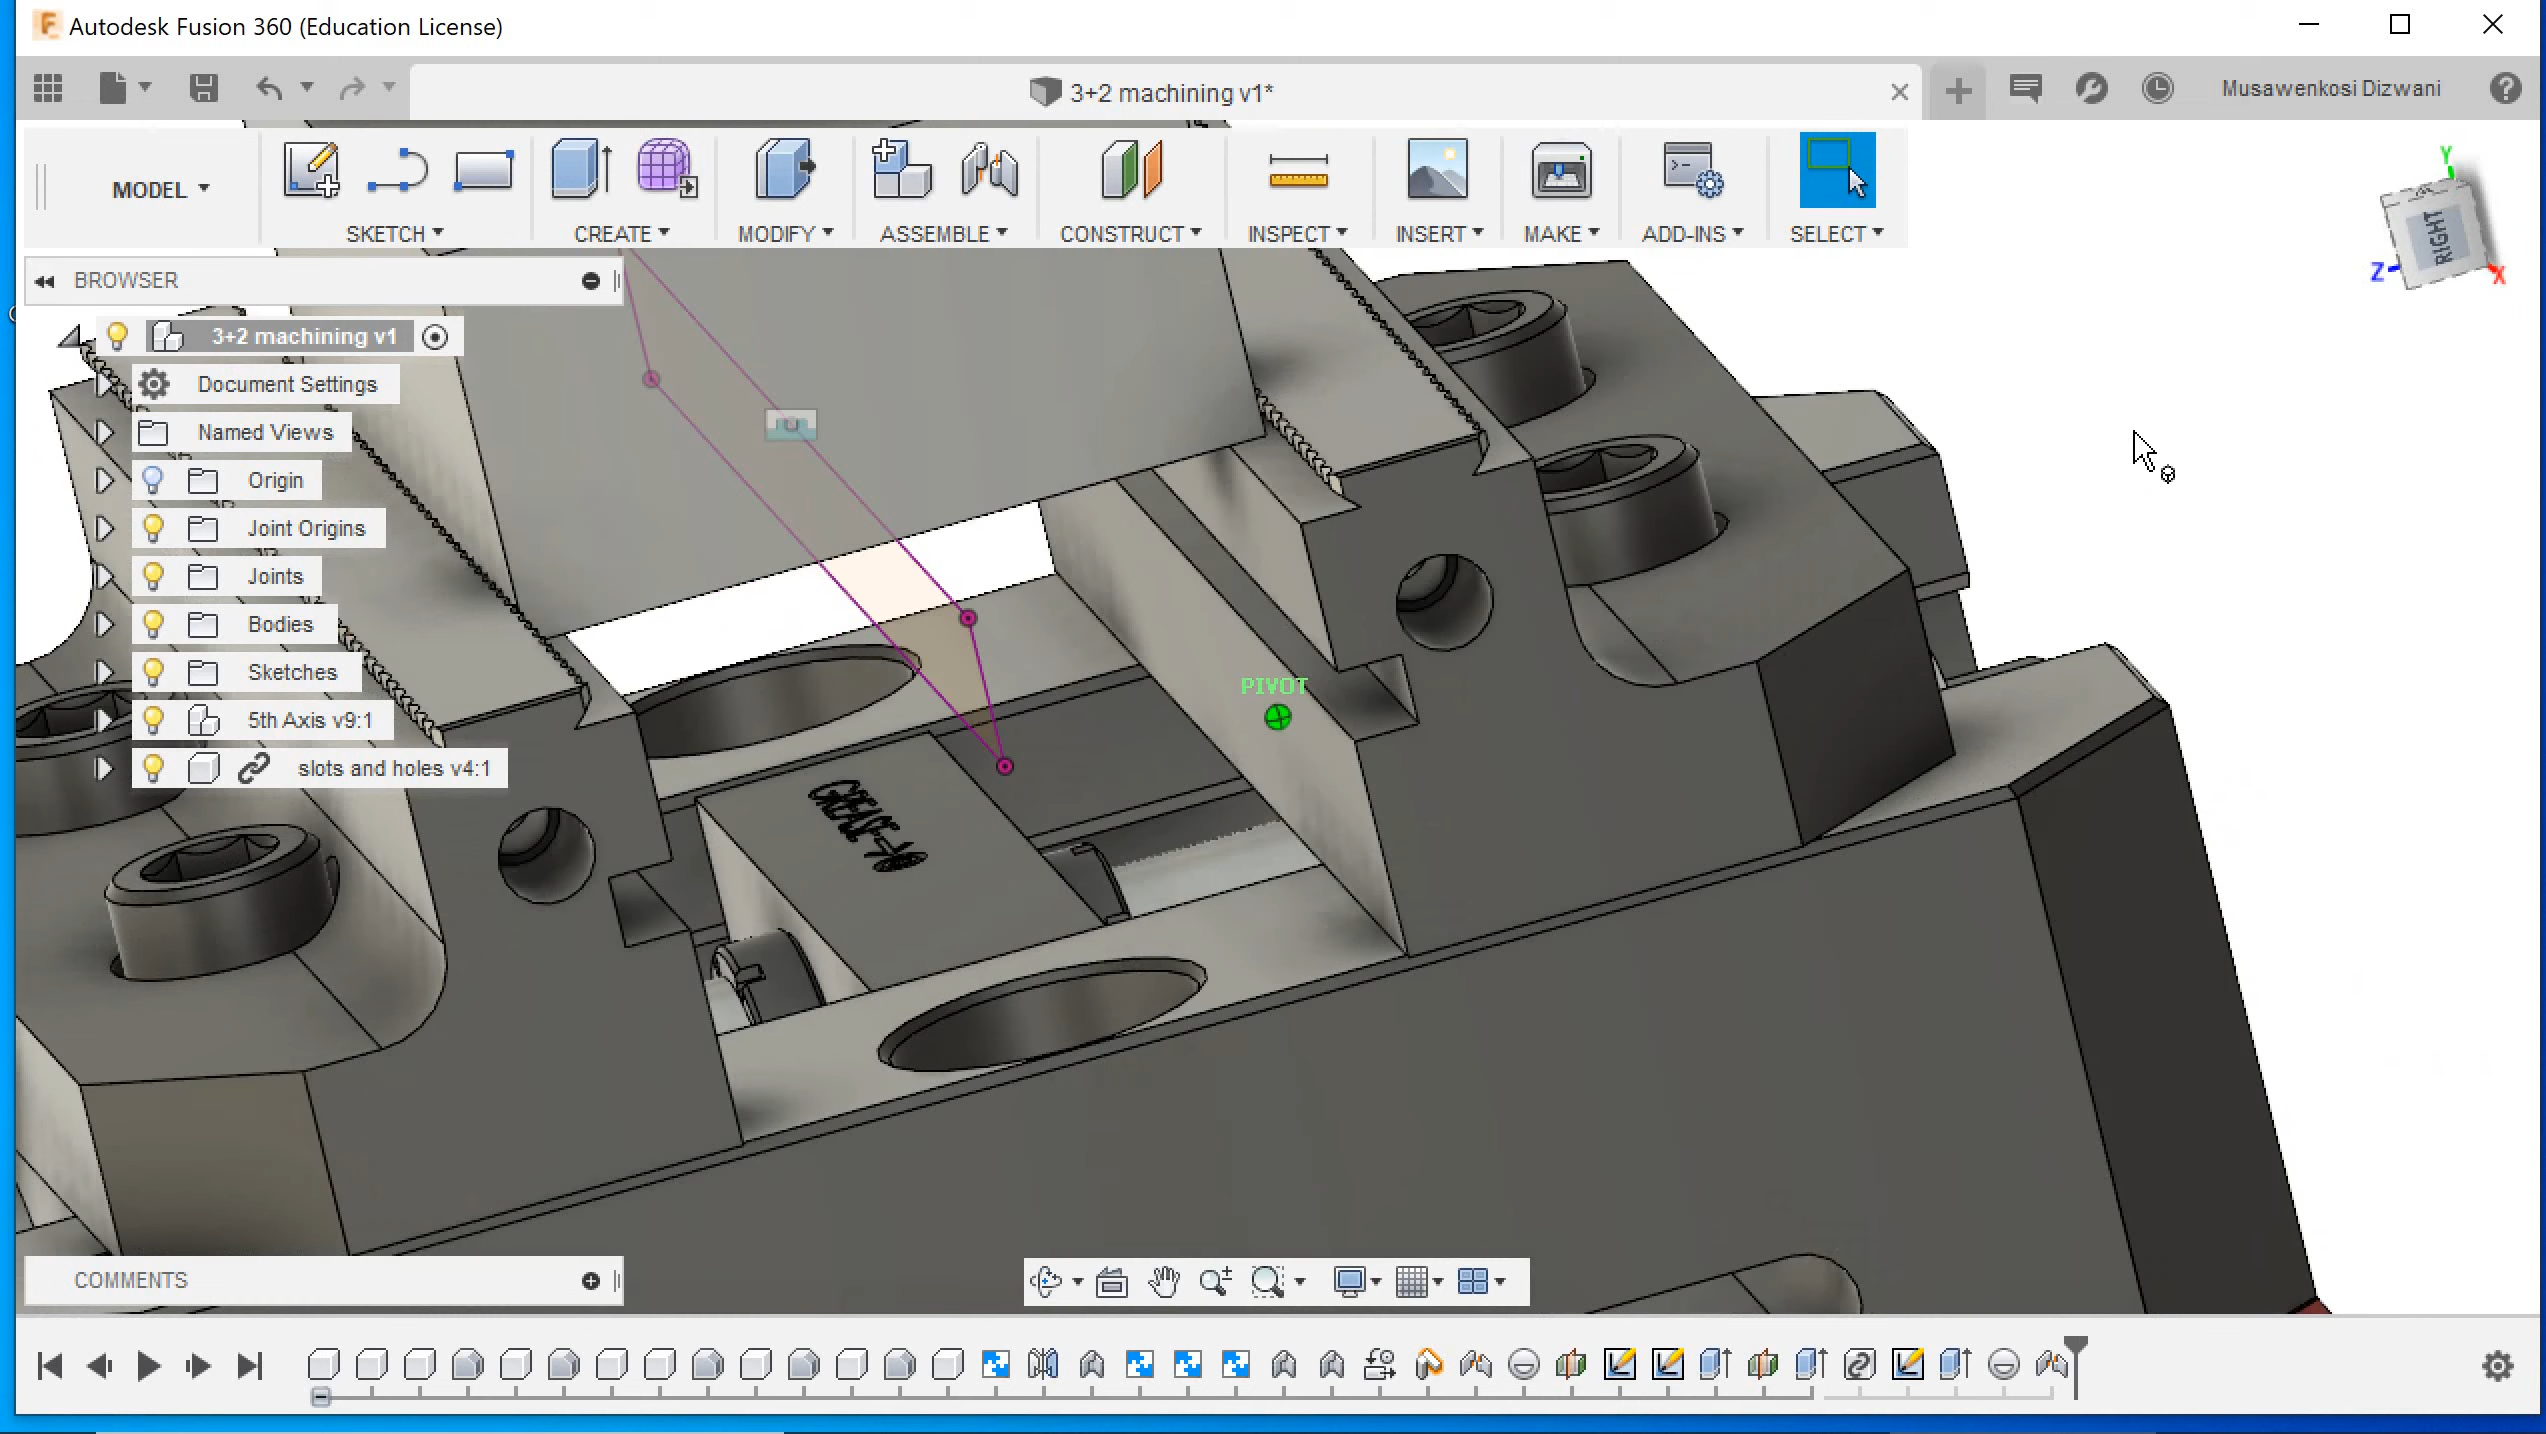 Autodesk Fusion 360 (Education License)
3+2 machining v1*
Musawenkosi Dizwani
MODEL
SKETCH
CREATE
MODIFY
ASSEMBLE
CONSTRUCT
INSPECT
INSERT
MAKE
ADD-INS
SELECT
Y
RIGHT
Z
X
BROWSER
3+2 machining v1
Document Settings
Named Views
Origin
Joint Origins
Joints
Bodies
Sketches
5th Axis v9:1
slots and holes v4:1
PIVOT
GREASE
COMMENTS